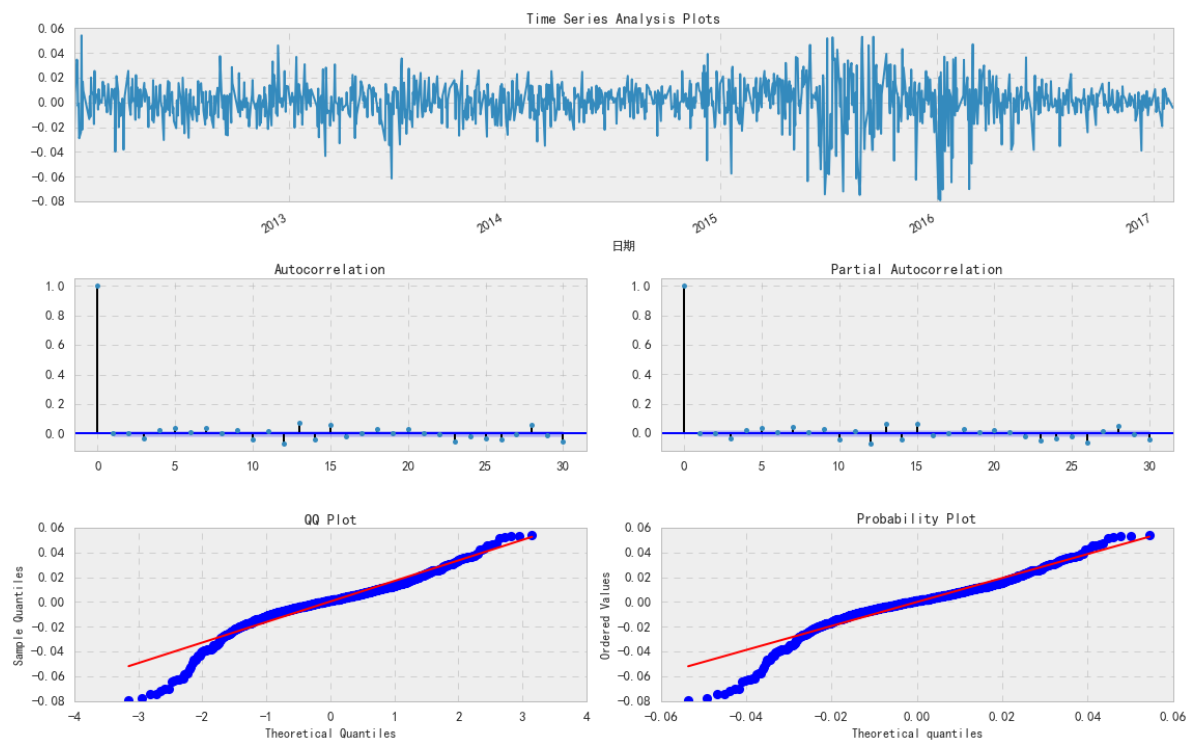 Time Series Analysis Plots
0.06
0.04
0.02
0.00
−0.02
−0.04
−0.06
−0.08
2013 2014 2015 2016 2017
日期
Autocorrelation
1.0
0.8
0.6
0.4
0.2
0.0
0 5 10 15 20 25 30
Partial Autocorrelation
1.0
0.8
0.6
0.4
0.2
0.0
0 5 10 15 20 25 30
QQ Plot
Sample Quantiles
0.06
0.04
0.02
0.00
−0.02
−0.04
−0.06
−0.08
−4 −3 −2 −1 0 1 2 3 4
Theoretical Quantiles
Probability Plot
Ordered Values
0.06
0.04
0.02
0.00
−0.02
−0.04
−0.06
−0.08
−0.06 −0.04 −0.02 0.00 0.02 0.04 0.06
Theoretical quantiles